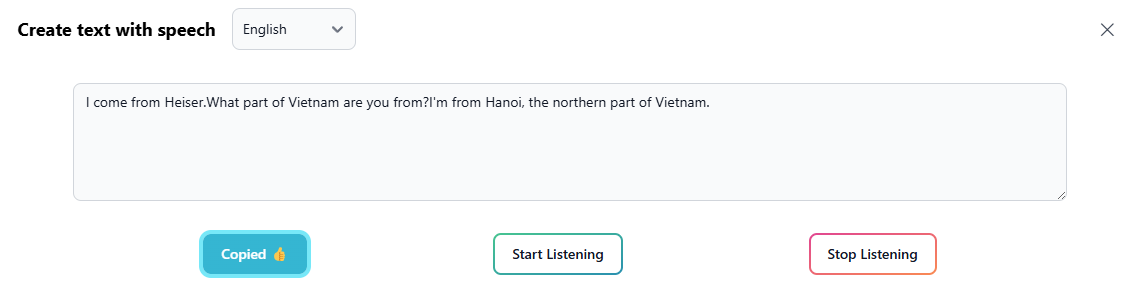 Create text with speech
English
I come from Heiser.What part of Vietnam are you from?I'm from Hanoi, the northern part of Vietnam.
Copied 👍
Start Listening
Stop Listening